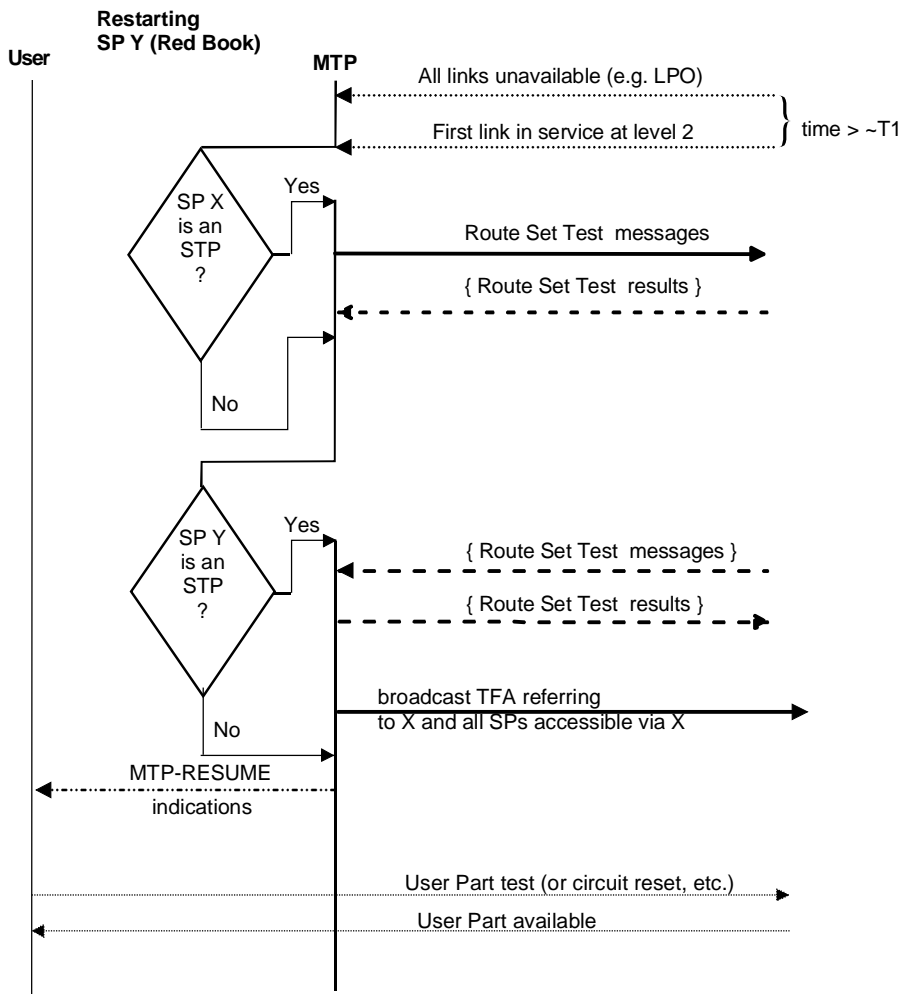 Restarting
SP Y (Red Book)
User
MTP
All links unavailable (e.g. LPO)
} time > ~T1
First link in service at level 2
SP X
is an
STP
?
Yes
Route Set Test messages
{ Route Set Test results }
No
SP Y
is an
STP
?
Yes
{ Route Set Test messages }
{ Route Set Test results }
broadcast TFA referring
to X and all SPs accessible via X
No
MTP-RESUME
indications
User Part test (or circuit reset, etc.)
User Part available